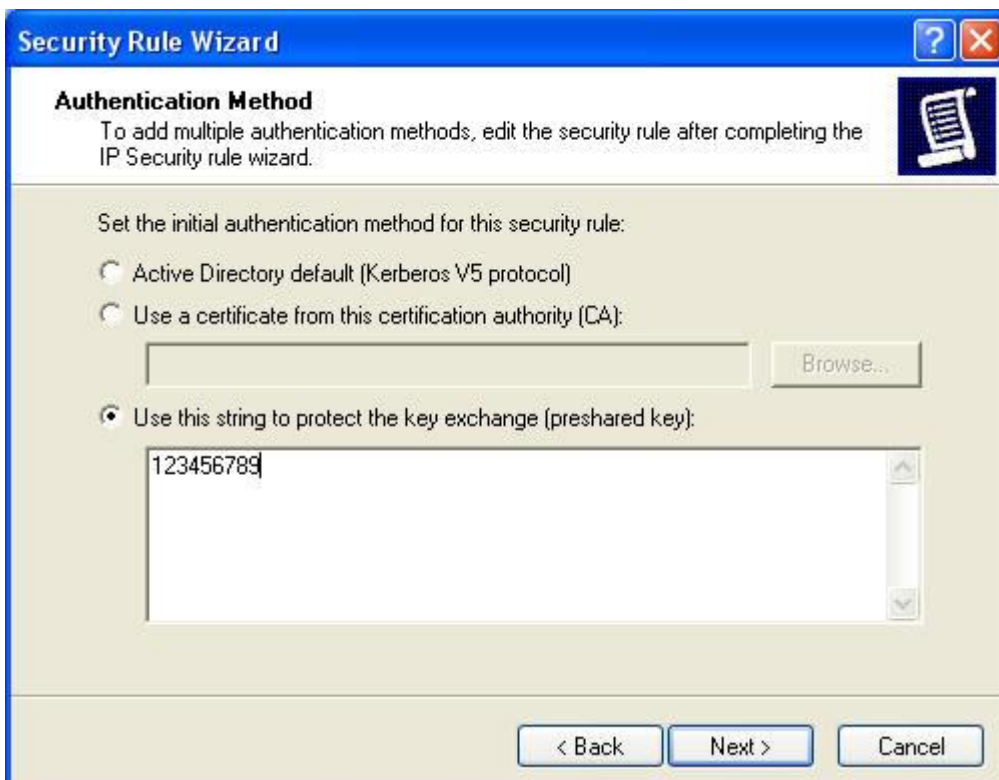 Security Rule Wizard
Authentication Method
To add multiple authentication methods, edit the security rule after completing the
IP Security rule wizard.
Set the initial authentication method for this security rule:
Active Directory default (Kerberos V5 protocol)
Use a certificate from this certification authority (CA):
Browse...
Use this string to protect the key exchange (preshared key):
123456789
< Back Next > Cancel